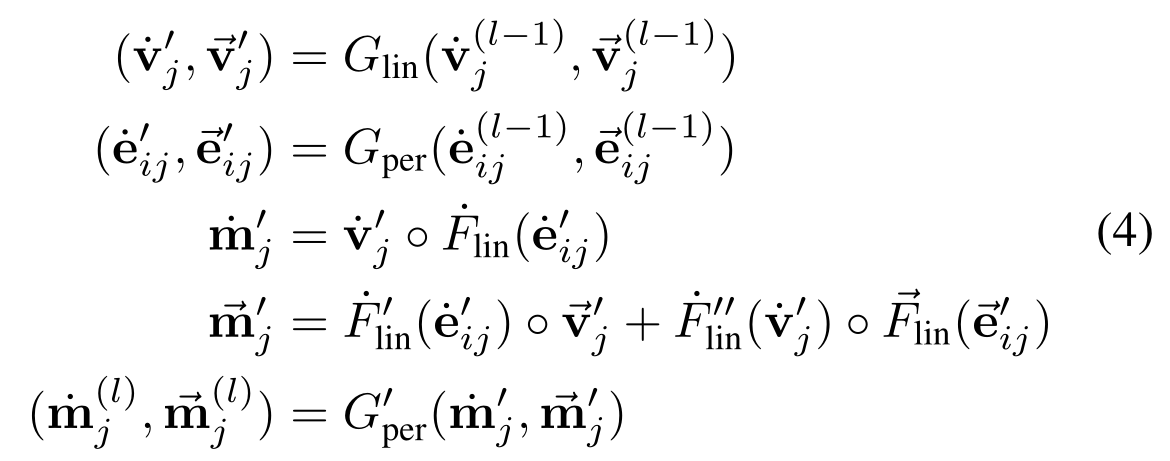 (v̇′_j, v⃗′_j) = G_lin(v̇_j^(l−1), v⃗_j^(l−1))
(ė′_ij, e⃗′_ij) = G_per(ė_ij^(l−1), e⃗_ij^(l−1))
ṁ′_j = v̇′_j ∘ Ḟ_lin(ė′_ij)
(4)
m⃗′_j = Ḟ′_lin(ė′_ij) ∘ v⃗′_j + Ḟ″_lin(v̇′_j) ∘ F⃗_lin(e⃗′_ij)
(ṁ_j^(l), m⃗_j^(l)) = G′_per(ṁ′_j, m⃗′_j)